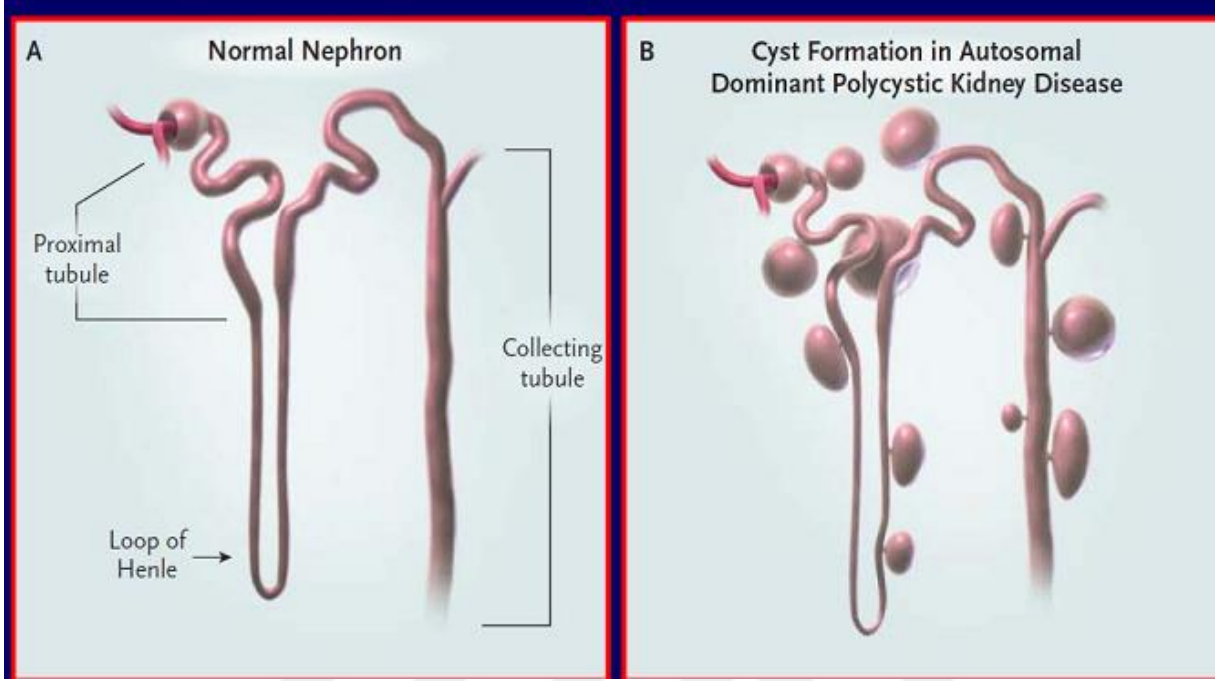 A
Normal Nephron
Proximal
tubule
Collecting
tubule
Loop of
Henle
B
Cyst Formation in Autosomal
Dominant Polycystic Kidney Disease